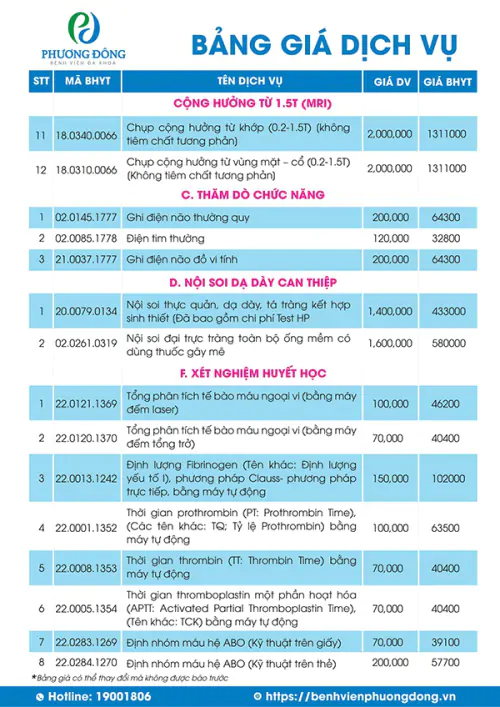 PHƯƠNG ĐÔNG
BỆNH VIỆN ĐA KHOA
BẢNG GIÁ DỊCH VỤ
STT MÃ BHYT TÊN DỊCH VỤ GIÁ DV GIÁ BHYT
CỘNG HƯỞNG TỪ 1.5T (MRI)
11 18.0340.0066 Chụp cộng hưởng từ khớp (0.2-1.5T) (không 2,000,000 1311000
tiêm chất tương phản)
12 18.0310.0066 Chụp cộng hưởng từ vùng mặt – cổ (0.2-1.5T) 2,000,000 1311000
(Không tiêm chất tương phản)
C. THĂM DÒ CHỨC NĂNG
1 02.0145.1777 Ghi điện não thường quy 200,000 64300
2 02.0085.1778 Điện tim thường 120,000 32800
3 21.0037.1777 Ghi điện não đồ vi tính 200,000 64300
D. NỘI SOI DẠ DÀY CAN THIỆP
1 20.0079.0134 Nội soi thực quản, dạ dày, tá tràng kết hợp 1,400,000 433000
sinh thiết (Đã bao gồm chi phí Test HP
2 02.0261.0319 Nội soi đại trực tràng toàn bộ ống mềm có 1,600,000 580000
dùng thuốc gây mê
F. XÉT NGHIỆM HUYẾT HỌC
1 22.0121.1369 Tổng phân tích tế bào máu ngoại vi (bằng máy 100,000 46200
đếm laser)
2 22.0120.1370 Tổng phân tích tế bào máu ngoại vi (bằng máy 70,000 40400
đếm tổng trở)
3 22.0013.1242 Định lượng Fibrinogen (Tên khác: Định lượng 150,000 102000
yếu tố I), phương pháp Clauss- phương pháp
trực tiếp, bằng máy tự động
4 22.0001.1352 Thời gian prothrombin (PT: Prothrombin Time), 100,000 63500
(Các tên khác: TQ; Tỷ lệ Prothrombin) bằng
máy tự động
5 22.0008.1353 Thời gian thrombin (TT: Thrombin Time) bằng 70,000 40400
máy tự động
6 22.0005.1354 Thời gian thromboplastin một phần hoạt hóa 70,000 40400
(APTT: Activated Partial Thromboplastin Time),
(Tên khác: TCK) bằng máy tự động
7 22.0283.1269 Định nhóm máu hệ ABO (Kỹ thuật trên giấy) 70,000 39100
8 22.0284.1270 Định nhóm máu hệ ABO (Kỹ thuật trên thẻ) 200,000 57700
*Bảng giá có thể thay đổi mà không được báo trước
Hotline: 19001806 https://benhvienphuongdong.vn